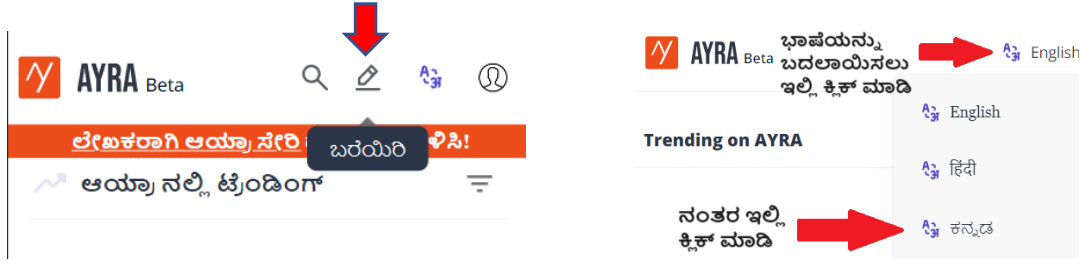 AYRA Beta
ಲೇಖಕರಾಗಿ ಆಯ್ರಾ ಸೇರಿ
ಬರೆಯಿರಿ
ಆಯ್ರಾ ನಲ್ಲಿ ಟ್ರೆಂಡಿಂಗ್
AYRA Beta
ಭಾಷೆಯನ್ನು
ಬದಲಾಯಿಸಲು
ಇಲ್ಲಿ ಕ್ಲಿಕ್ ಮಾಡಿ
English
English
Trending on AYRA
हिंदी
ನಂತರ ಇಲ್ಲಿ
ಕ್ಲಿಕ್ ಮಾಡಿ
ಕನ್ನಡ